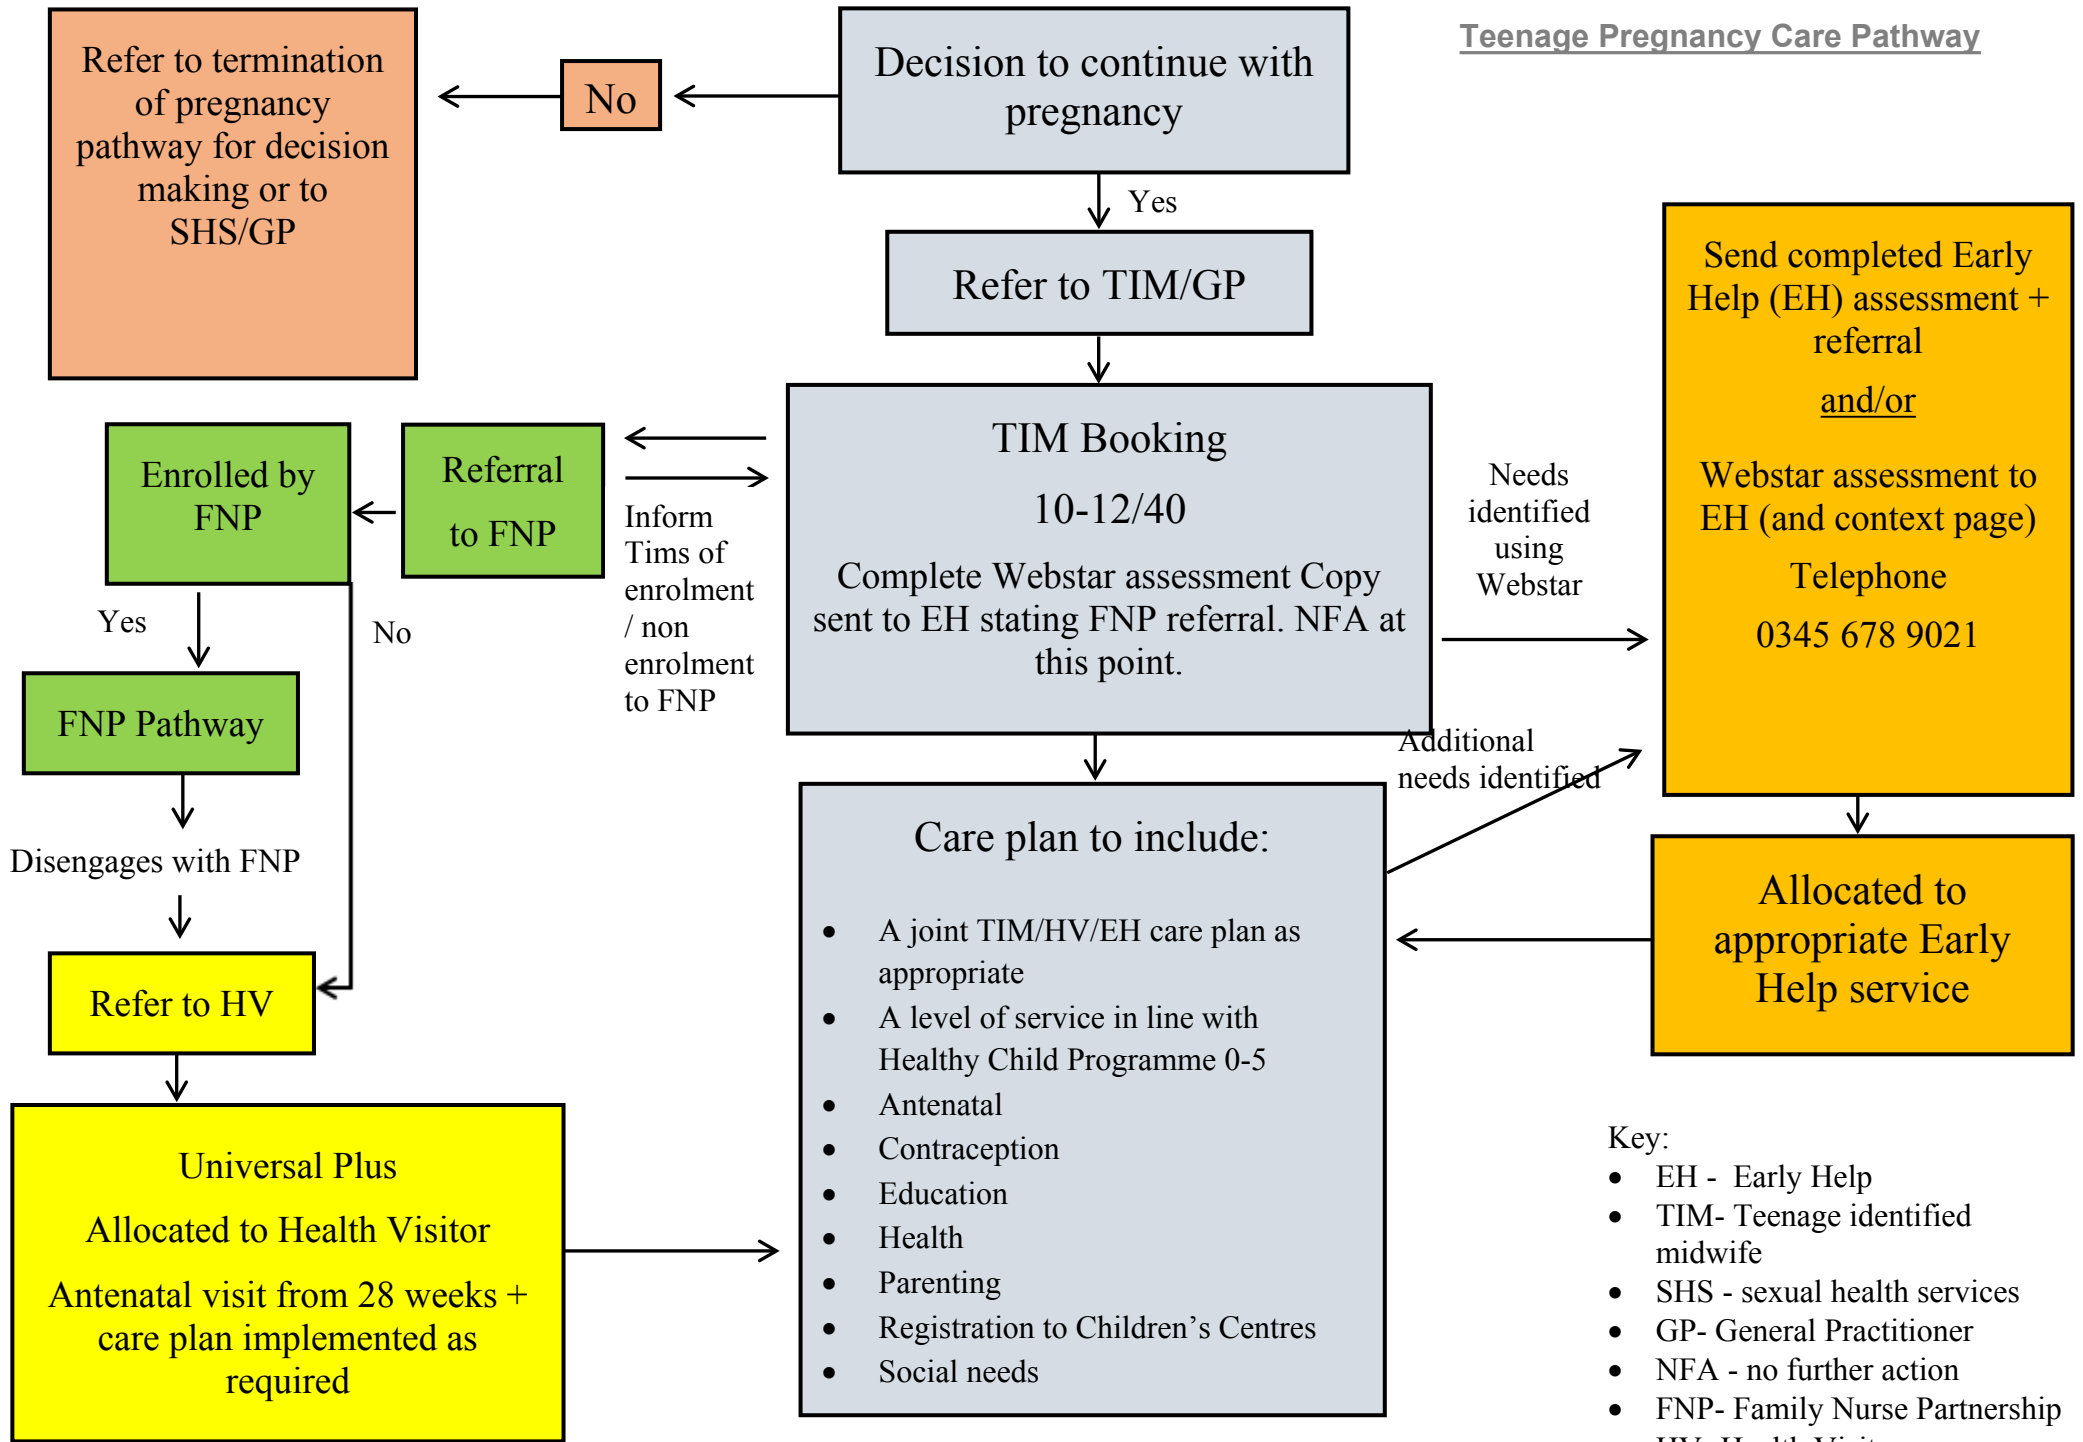 Teenage Pregnancy Care Pathway
Refer to termination
of pregnancy
pathway for decision
making or to
SHS/GP
No
Decision to continue with
pregnancy
Yes
Refer to TIM/GP
Send completed Early
Help (EH) assessment +
referral
and/or
Webstar assessment to
EH (and context page)
Telephone
0345 678 9021
Enrolled by
FNP
Referral
to FNP
Inform
Tims of
enrolment
/ non
enrolment
to FNP
TIM Booking
10-12/40
Complete Webstar assessment Copy
sent to EH stating FNP referral. NFA at
this point.
Needs
identified
using
Webstar
Yes
No
FNP Pathway
Additional
needs identified
Disengages with FNP
Refer to HV
Care plan to include:
• A joint TIM/HV/EH care plan as
appropriate
• A level of service in line with
Healthy Child Programme 0-5
• Antenatal
• Contraception
• Education
• Health
• Parenting
• Registration to Children’s Centres
• Social needs
Allocated to
appropriate Early
Help service
Universal Plus
Allocated to Health Visitor
Antenatal visit from 28 weeks +
care plan implemented as
required
Key:
• EH - Early Help
• TIM- Teenage identified
midwife
• SHS - sexual health services
• GP- General Practitioner
• NFA - no further action
• FNP- Family Nurse Partnership
HV- Health Visitor